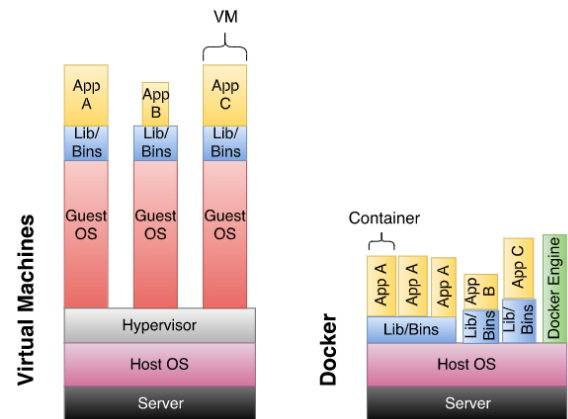 VM
App
A
App
B
App
C
Lib/
Bins
Lib/
Bins
Lib/
Bins
Guest
OS
Guest
OS
Guest
OS
Hypervisor
Host OS
Server
Virtual Machines
Container
App A
App A
App A
App
B
App C
Lib/Bins
Lib/
Bins
Lib/
Bins
Docker Engine
Host OS
Server
Docker